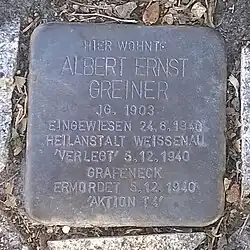 HIER WOHNTE
ALBERT ERNST
GREINER
JG. 1903
EINGEWIESEN 24.6.1940
HEILANSTALT WEISSENAU
'VERLEGT' 5.12.1940
GRAFENECK
ERMORDET 5.12.1940
'AKTION T4'